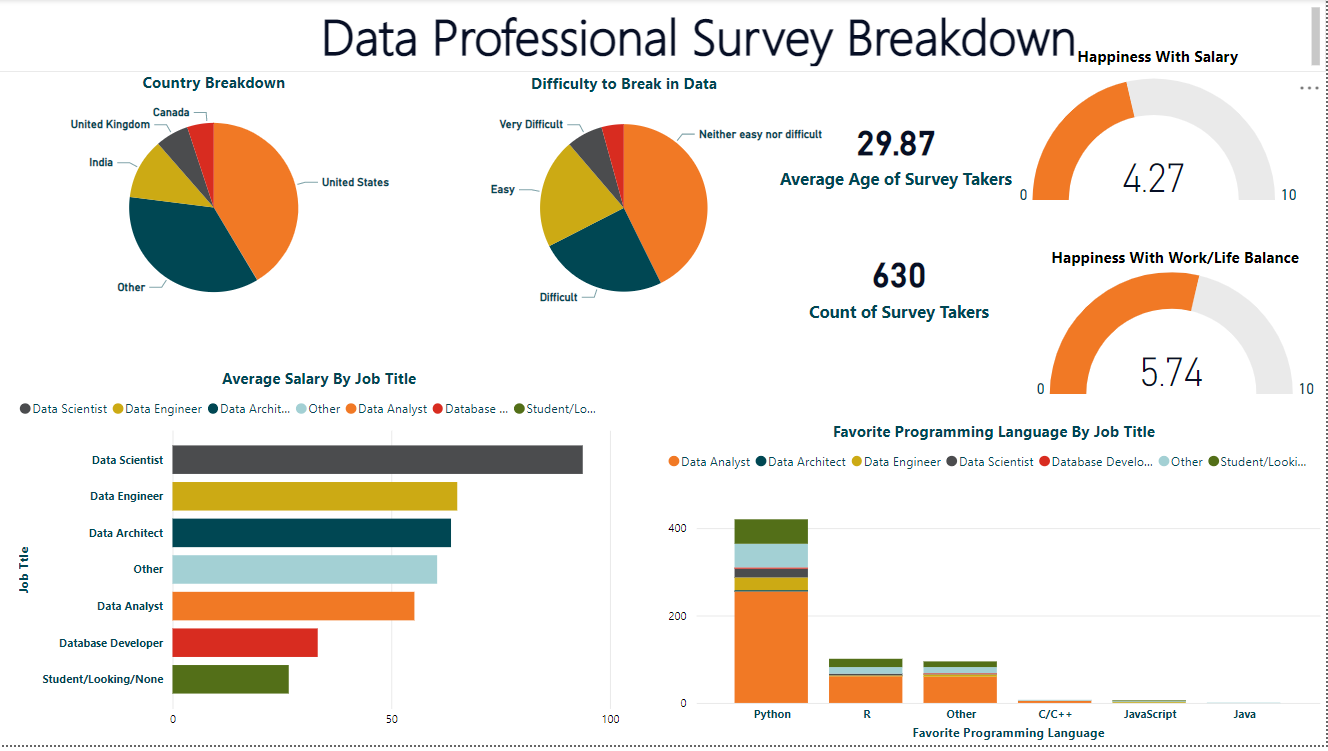 Data Professional Survey Breakdown
Country Breakdown
Canada
United Kingdom
India
United States
Other
Difficulty to Break in Data
Very Difficult
Neither easy nor difficult
Easy
Difficult
29.87
Average Age of Survey Takers
630
Count of Survey Takers
Happiness With Salary
4.27
0
10
Happiness With Work/Life Balance
5.74
0
10
Average Salary By Job Title
Data Scientist Data Engineer Data Archit... Other Data Analyst Database ... Student/Lo...
Job Ttle
Data Scientist
Data Engineer
Data Architect
Other
Data Analyst
Database Developer
Student/Looking/None
0 50 100
Favorite Programming Language By Job Title
Data Analyst Data Architect Data Engineer Data Scientist Database Develo... Other Student/Looki...
400
200
0
Python R Other C/C++ JavaScript Java
Favorite Programming Language